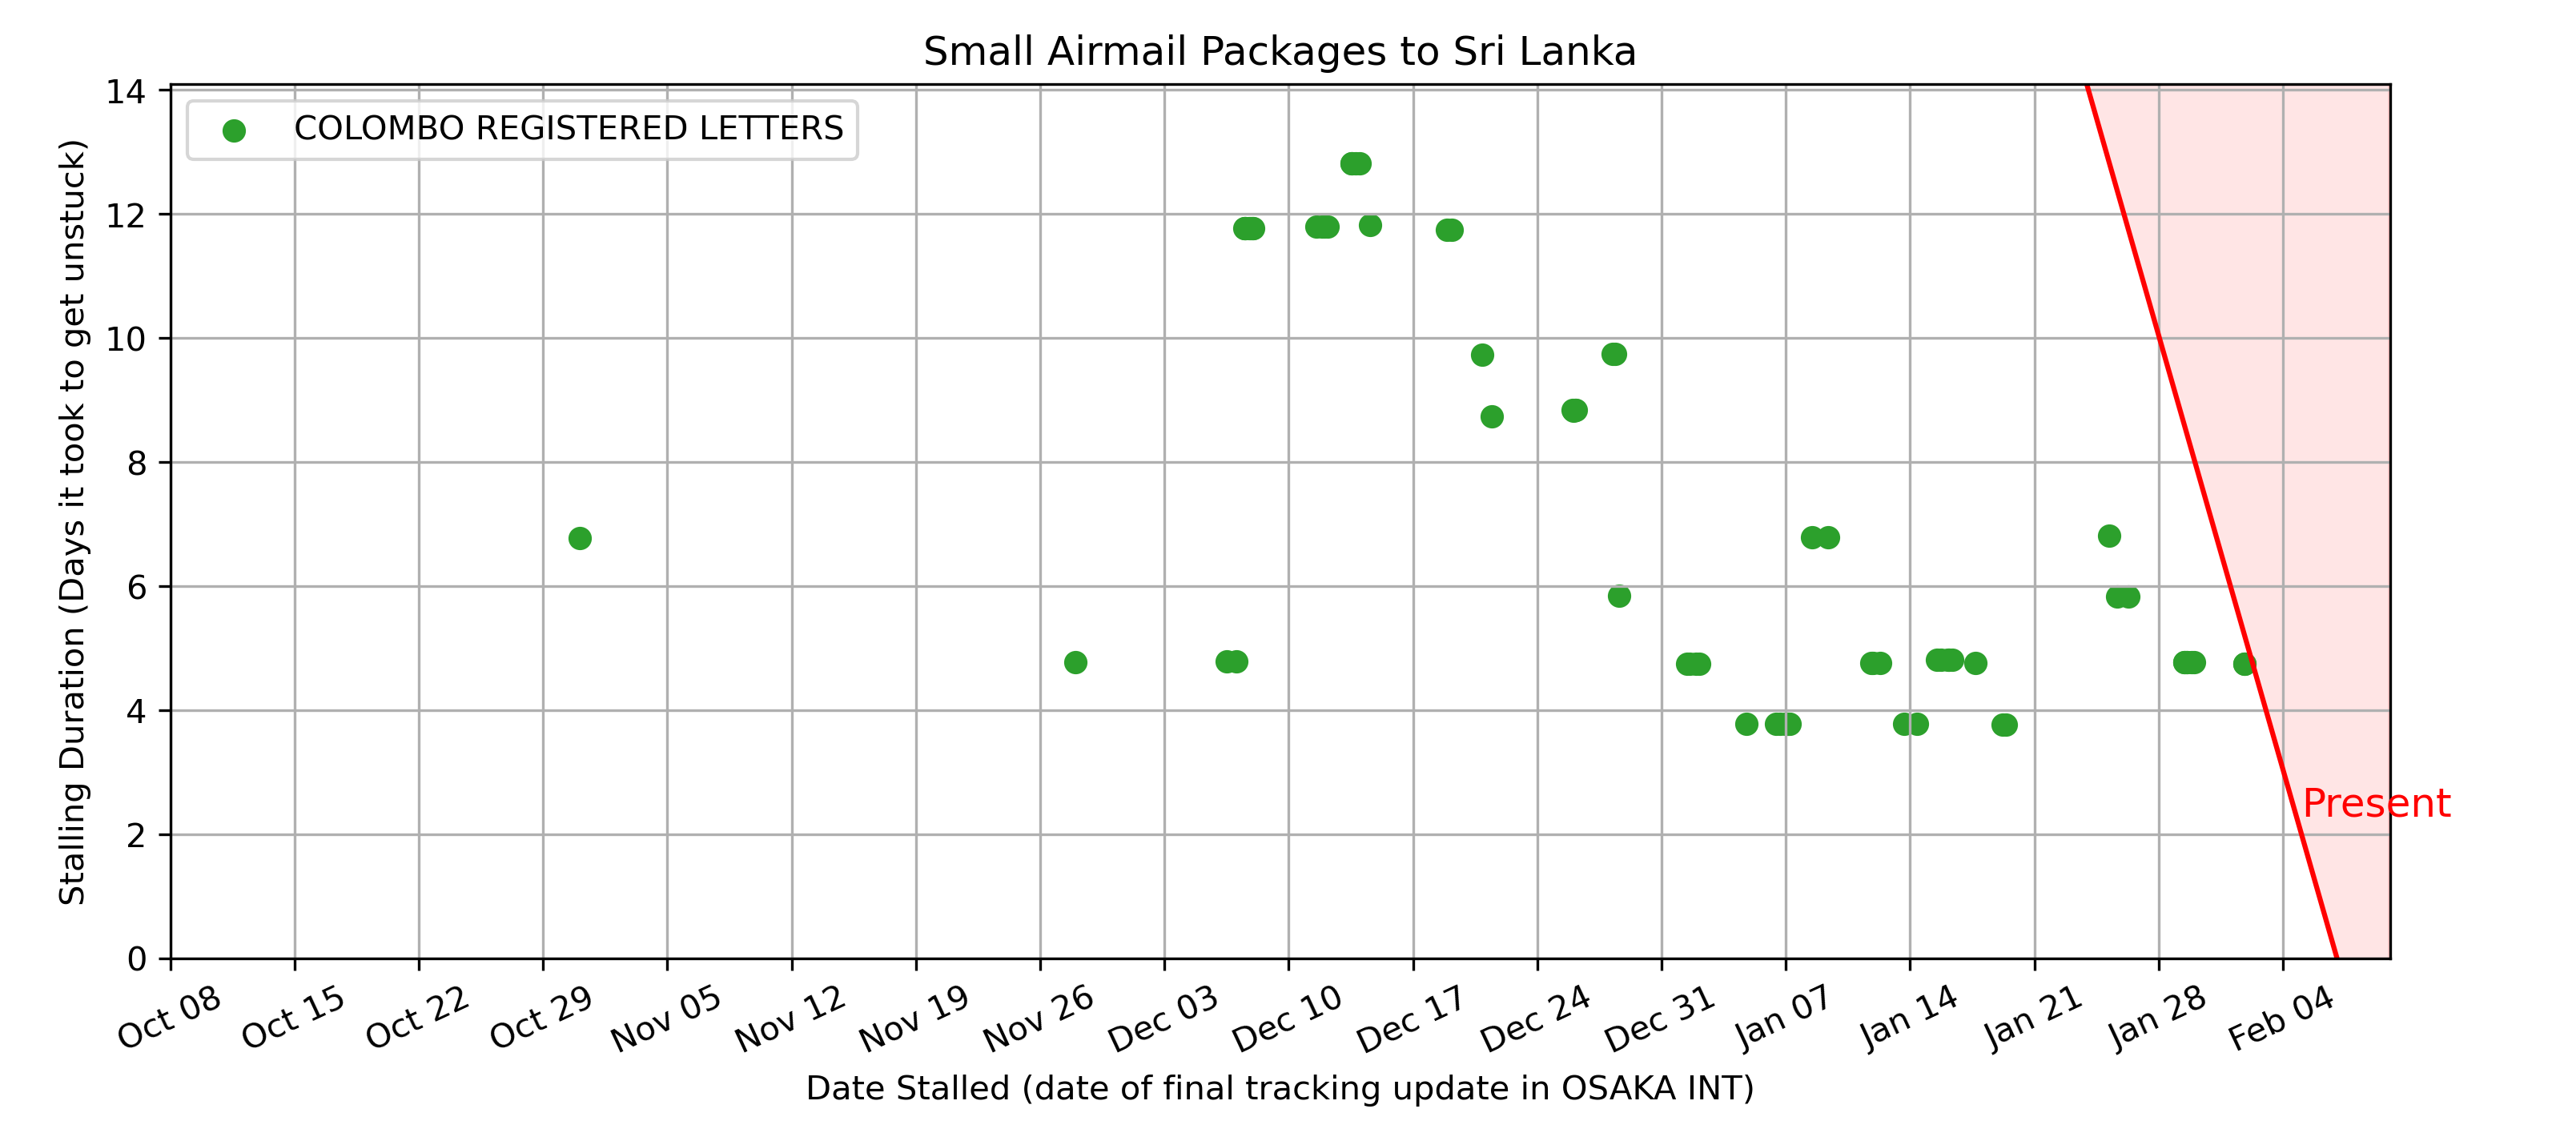 Small Airmail Packages to Sri Lanka
COLOMBO REGISTERED LETTERS
Stalling Duration (Days it took to get unstuck)
14
12
10
8
6
4
2
0
Present
Oct 08
Oct 15
Oct 22
Oct 29
Nov 05
Nov 12
Nov 19
Nov 26
Dec 03
Dec 10
Dec 17
Dec 24
Dec 31
Jan 07
Jan 14
Jan 21
Jan 28
Feb 04
Date Stalled (date of final tracking update in OSAKA INT)